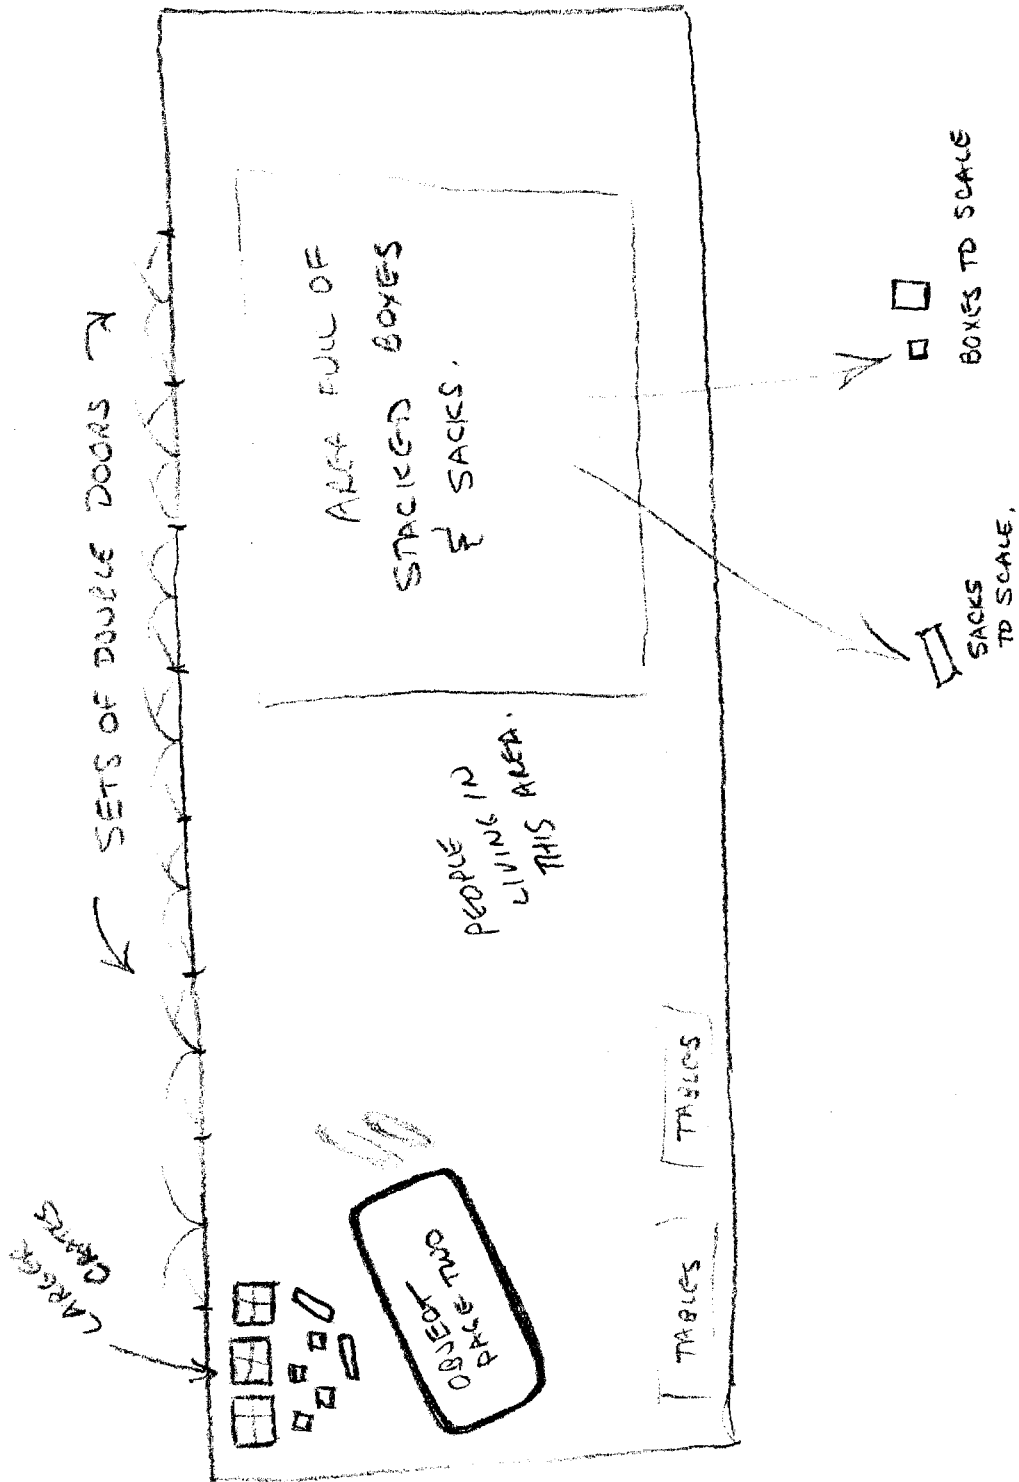 SETS OF DOUBLE DOORS
AREA FULL OF
STACKED BOXES
& SACKS.
BOXES TO SCALE
SACKS
TO SCALE.
PEOPLE
LIVING IN
THIS AREA.
LARGER
CRATES
OBJECT
PAGE TWO
TABLES
TABLES